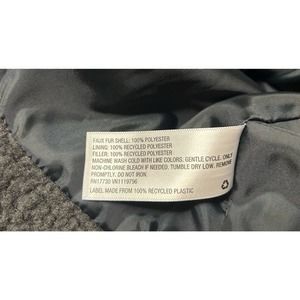 FAUX FUR SHELL: 100% POLYESTER
LINING: 100% RECYCLED POLYESTER
FILLER: 100% RECYCLED POLYESTER
MACHINE WASH COLD WITH LIKE COLORS. GENTLE CYCLE. ONLY
NON-CHLORINE BLEACH IF NEEDED. TUMBLE DRY LOW. REMOVE
PROMPTLY. DO NOT IRON.
RN17730 VN1119756
LABEL MADE FROM 100% RECYCLED PLASTIC